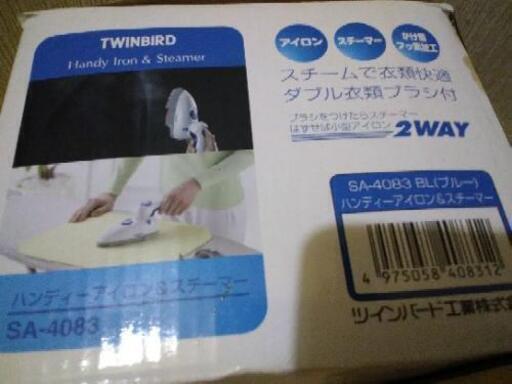 TWINBIRD
Handy Iron & Steamer
ハンディーアイロン&スチーマー
SA-4083
アイロン
スチーマー
かけ面
フッ素加工
スチームで衣類快適
ダブル衣類ブラシ付
ブラシをつけたらスチーマー
はずせば小型アイロン
2WAY
SA-4083 BL(ブルー)
ハンディーアイロン&スチーマー
4 975058 408312
ツインバード工業株式